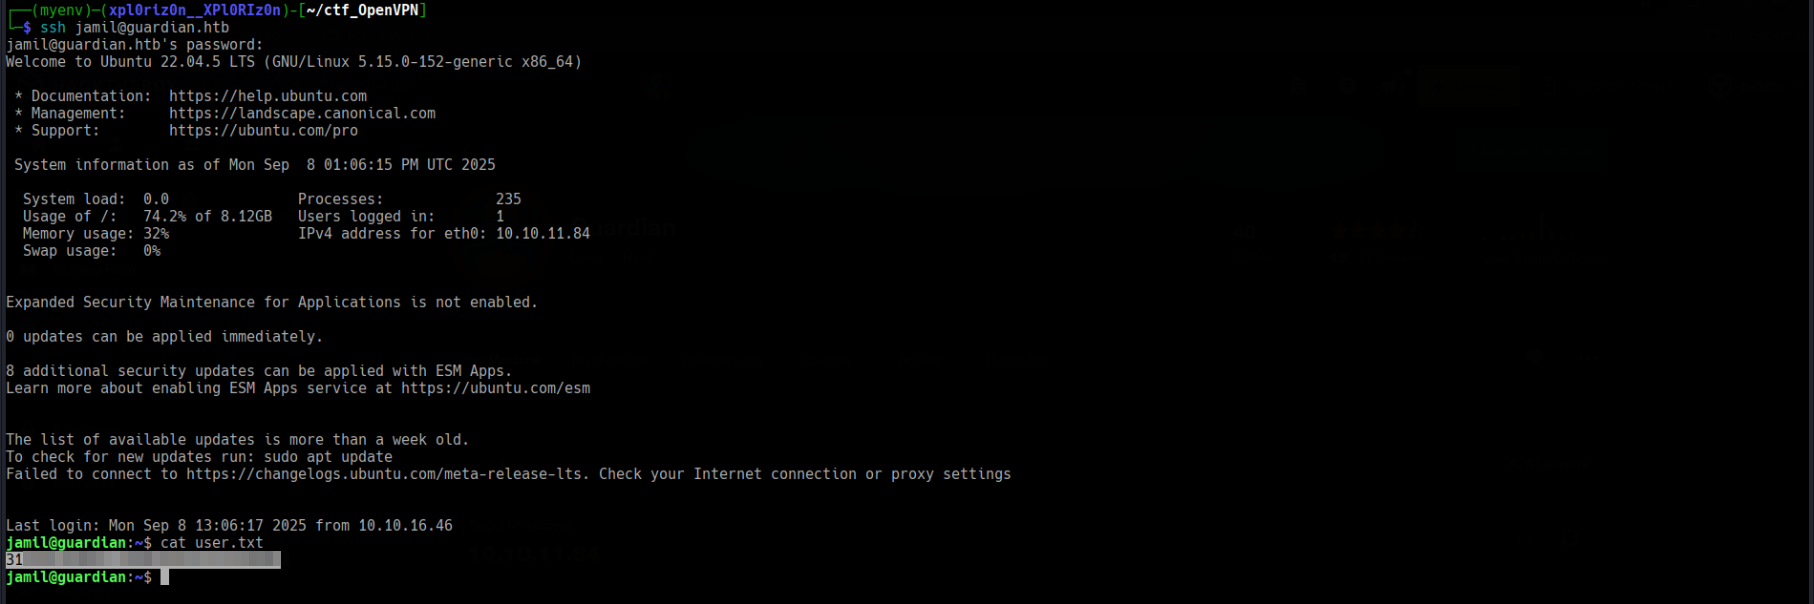 ┌──(myenv)─(xpl0riz0n__XPl0RIz0n)-[~/ctf_OpenVPN]
└─$ ssh jamil@guardian.htb
jamil@guardian.htb's password:
Welcome to Ubuntu 22.04.5 LTS (GNU/Linux 5.15.0-152-generic x86_64)
* Documentation:  https://help.ubuntu.com
* Management:     https://landscape.canonical.com
* Support:        https://ubuntu.com/pro
System information as of Mon Sep  8 01:06:15 PM UTC 2025
System load:  0.0               Processes:             235
Usage of /:   74.2% of 8.12GB   Users logged in:       1
Memory usage: 32%               IPv4 address for eth0: 10.10.11.84
Swap usage:   0%
Expanded Security Maintenance for Applications is not enabled.
0 updates can be applied immediately.
8 additional security updates can be applied with ESM Apps.
Learn more about enabling ESM Apps service at https://ubuntu.com/esm
The list of available updates is more than a week old.
To check for new updates run: sudo apt update
Failed to connect to https://changelogs.ubuntu.com/meta-release-lts. Check your Internet connection or proxy settings
Last login: Mon Sep 8 13:06:17 2025 from 10.10.16.46
jamil@guardian:~$ cat user.txt
31
jamil@guardian:~$